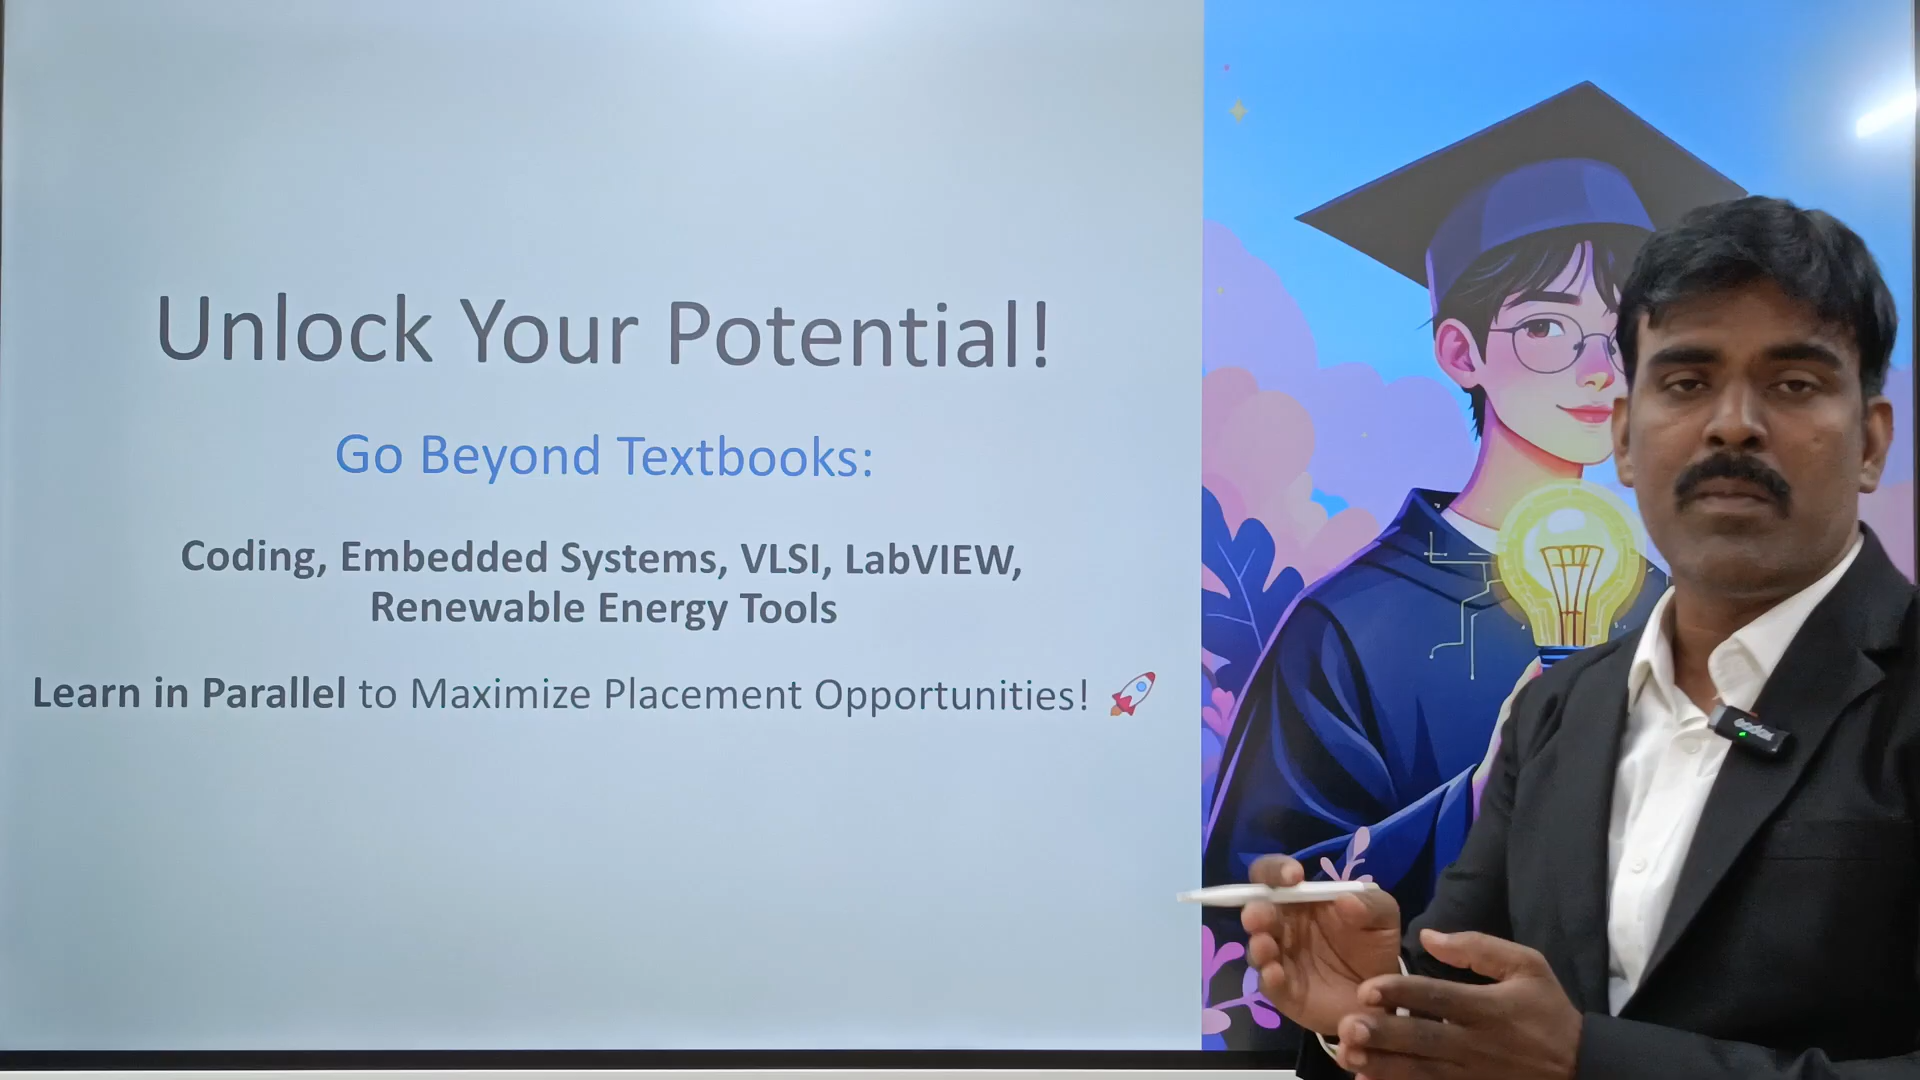 Unlock Your Potential!
Go Beyond Textbooks:
Coding, Embedded Systems, VLSI, LabVIEW,
Renewable Energy Tools
Learn in Parallel to Maximize Placement Opportunities! 🚀
Godox